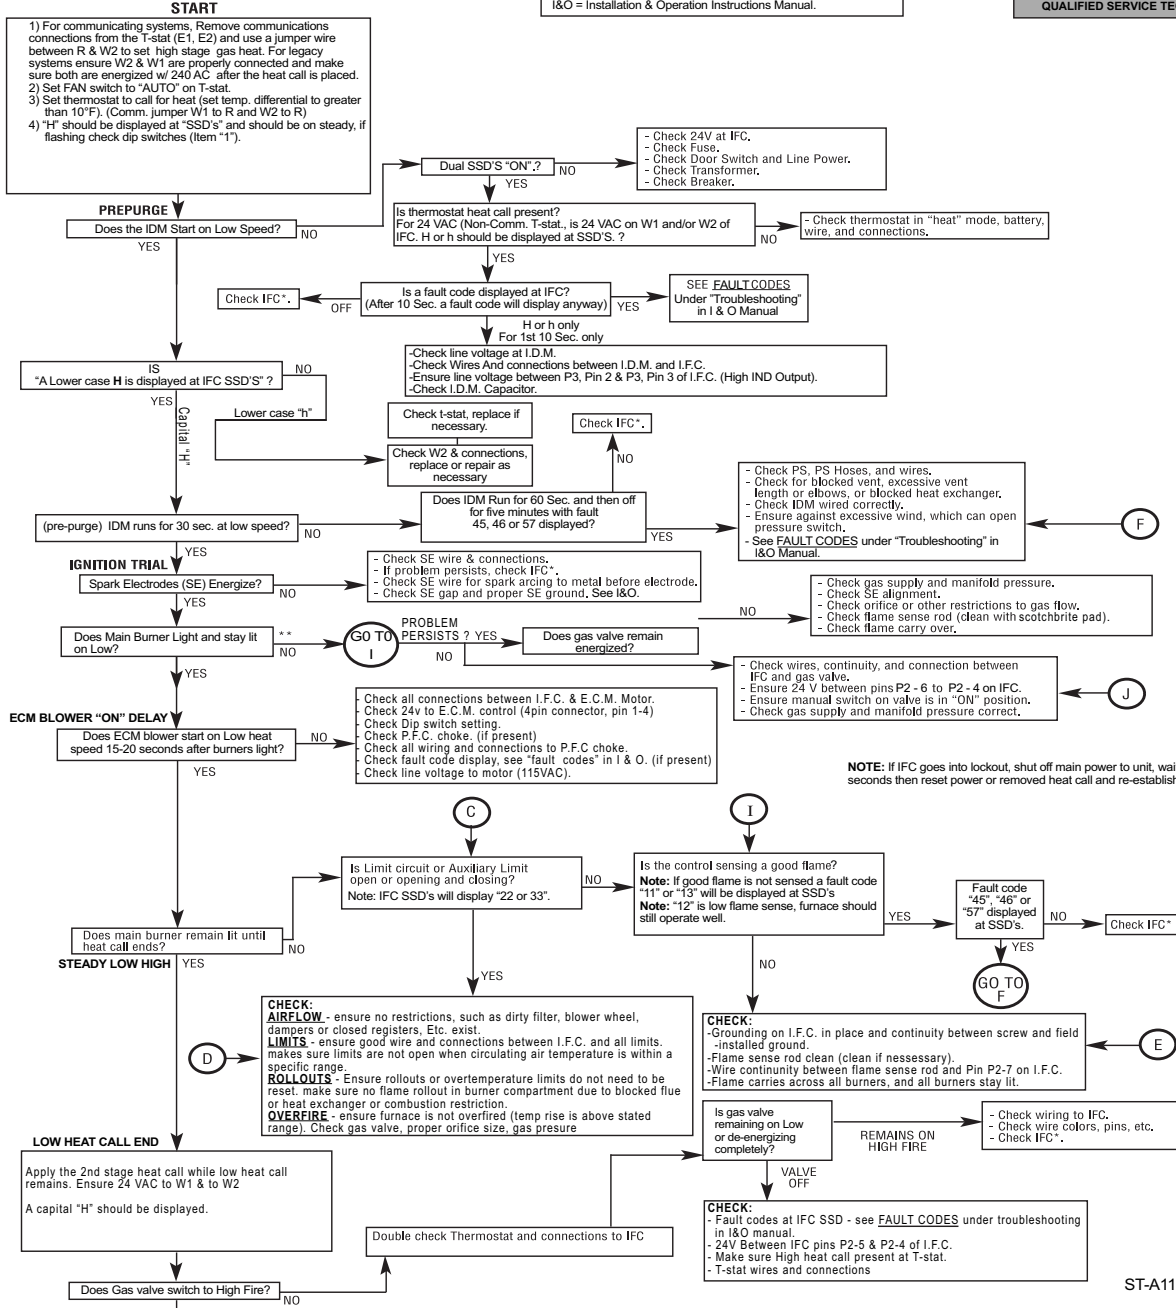 I&O = Installation & Operation Instructions Manual.
QUALIFIED SERVICE TE
START
1) For communicating systems, Remove communications
connections from the T-stat (E1, E2) and use a jumper wire
between R & W2 to set high stage gas heat. For legacy
systems ensure W2 & W1 are properly connected and make
sure both are energized w/ 240 AC after the heat call is placed.
2) Set FAN switch to "AUTO" on T-stat.
3) Set thermostat to call for heat (set temp. differential to greater
than 10°F). (Comm. jumper W1 to R and W2 to R)
4) "H" should be displayed at "SSD's" and should be on steady, if
flashing check dip switches (Item "1").
Dual SSD'S "ON".?
NO
YES
- Check 24V at IFC.
- Check Fuse.
- Check Door Switch and Line Power.
- Check Transformer.
- Check Breaker.
PREPURGE
Does the IDM Start on Low Speed?
NO
YES
Is thermostat heat call present?
For 24 VAC (Non-Comm. T-stat., is 24 VAC on W1 and/or W2 of
IFC. H or h should be displayed at SSD'S. ?
NO
YES
- Check thermostat in "heat" mode, battery,
wire, and connections.
Check IFC*.
OFF
Is a fault code displayed at IFC?
(After 10 Sec. a fault code will display anyway)
YES
SEE FAULT CODES
Under "Troubleshooting"
in I & O Manual
H or h only
For 1st 10 Sec. only
-Check line voltage at I.D.M.
-Check Wires And connections between I.D.M. and I.F.C.
-Ensure line voltage between P3, Pin 2 & P3, Pin 3 of I.F.C. (High IND Output).
-Check I.D.M. Capacitor.
IS
"A Lower case H is displayed at IFC SSD'S" ?
NO
YES
Capital "H"
Lower case "h"
Check t-stat, replace if
necessary.
Check W2 & connections,
replace or repair as
necessary
Check IFC*.
NO
Does IDM Run for 60 Sec. and then off
for five minutes with fault
45, 46 or 57 displayed?
YES
- Check PS, PS Hoses, and wires.
- Check for blocked vent, excessive vent
length or elbows, or blocked heat exchanger.
- Check IDM wired correctly.
- Ensure against excessive wind, which can open
pressure switch.
- See FAULT CODES under "Troubleshooting" in
I&O Manual.
F
(pre-purge) IDM runs for 30 sec. at low speed?
NO
YES
IGNITION TRIAL
Spark Electrodes (SE) Energize?
NO
YES
- Check SE wire & connections.
- If problem persists, check IFC*.
- Check SE wire for spark arcing to metal before electrode.
- Check SE gap and proper SE ground. See I&O.
- Check gas supply and manifold pressure.
- Check SE alignment.
- Check orifice or other restrictions to gas flow.
- Check flame sense rod (clean with scotchbrite pad).
- Check flame carry over.
Does Main Burner Light and stay lit
on Low?
**
NO
YES
GO TO
I
PROBLEM
PERSISTS ? YES
NO
Does gas valve remain
energized?
NO
- Check wires, continuity, and connection between
IFC and gas valve.
- Ensure 24 V between pins P2 - 6 to P2 - 4 on IFC.
- Ensure manual switch on valve is in "ON" position.
- Check gas supply and manifold pressure correct.
J
ECM BLOWER "ON" DELAY
Does ECM blower start on Low heat
speed 15-20 seconds after burners light?
NO
YES
- Check all connections between I.F.C. & E.C.M. Motor.
- Check 24v to E.C.M. control (4pin connector, pin 1-4)
- Check Dip switch setting.
- Check P.F.C. choke. (if present)
- Check all wiring and connections to P.F.C choke.
- Check fault code display, see "fault codes" in I & O. (if present)
- Check line voltage to motor (115VAC).
NOTE: If IFC goes into lockout, shut off main power to unit, wai
seconds then reset power or removed heat call and re-establish
C
I
Is Limit circuit or Auxiliary Limit
open or opening and closing?
Note: IFC SSD's will display "22 or 33".
NO
YES
Is the control sensing a good flame?
Note: If good flame is not sensed a fault code
"11" or "13" will be displayed at SSD's
Note: "12" is low flame sense, furnace should
still operate well.
YES
NO
Fault code
"45", "46" or
"57" displayed
at SSD's.
NO
Check IFC*
YES
GO TO
F
Does main burner remain lit until
heat call ends?
NO
STEADY LOW HIGH
YES
D
CHECK:
AIRFLOW - ensure no restrictions, such as dirty filter, blower wheel,
dampers or closed registers, Etc. exist.
LIMITS - ensure good wire and connections between I.F.C. and all limits.
makes sure limits are not open when circulating air temperature is within a
specific range.
ROLLOUTS - Ensure rollouts or overtemperature limits do not need to be
reset. make sure no flame rollout in burner compartment due to blocked flue
or heat exchanger or combustion restriction.
OVERFIRE - ensure furnace is not overfired (temp rise is above stated
range). Check gas valve, proper orifice size, gas presure
CHECK:
-Grounding on I.F.C. in place and continuity between screw and field
-installed ground.
-Flame sense rod clean (clean if nessessary).
-Wire continuity between flame sense rod and Pin P2-7 on I.F.C.
-Flame carries across all burners, and all burners stay lit.
E
LOW HEAT CALL END
Apply the 2nd stage heat call while low heat call
remains. Ensure 24 VAC to W1 & to W2
A capital "H" should be displayed.
Is gas valve
remaining on Low
or de-energizing
completely?
REMAINS ON
HIGH FIRE
- Check wiring to IFC.
- Check wire colors, pins, etc.
- Check IFC*.
VALVE
OFF
Double check Thermostat and connections to IFC
CHECK:
- Fault codes at IFC SSD - see FAULT CODES under troubleshooting
in I&O manual.
- 24V Between IFC pins P2-5 & P2-4 of I.F.C.
- Make sure High heat call present at T-stat.
- T-stat wires and connections
Does Gas valve switch to High Fire?
NO
ST-A11